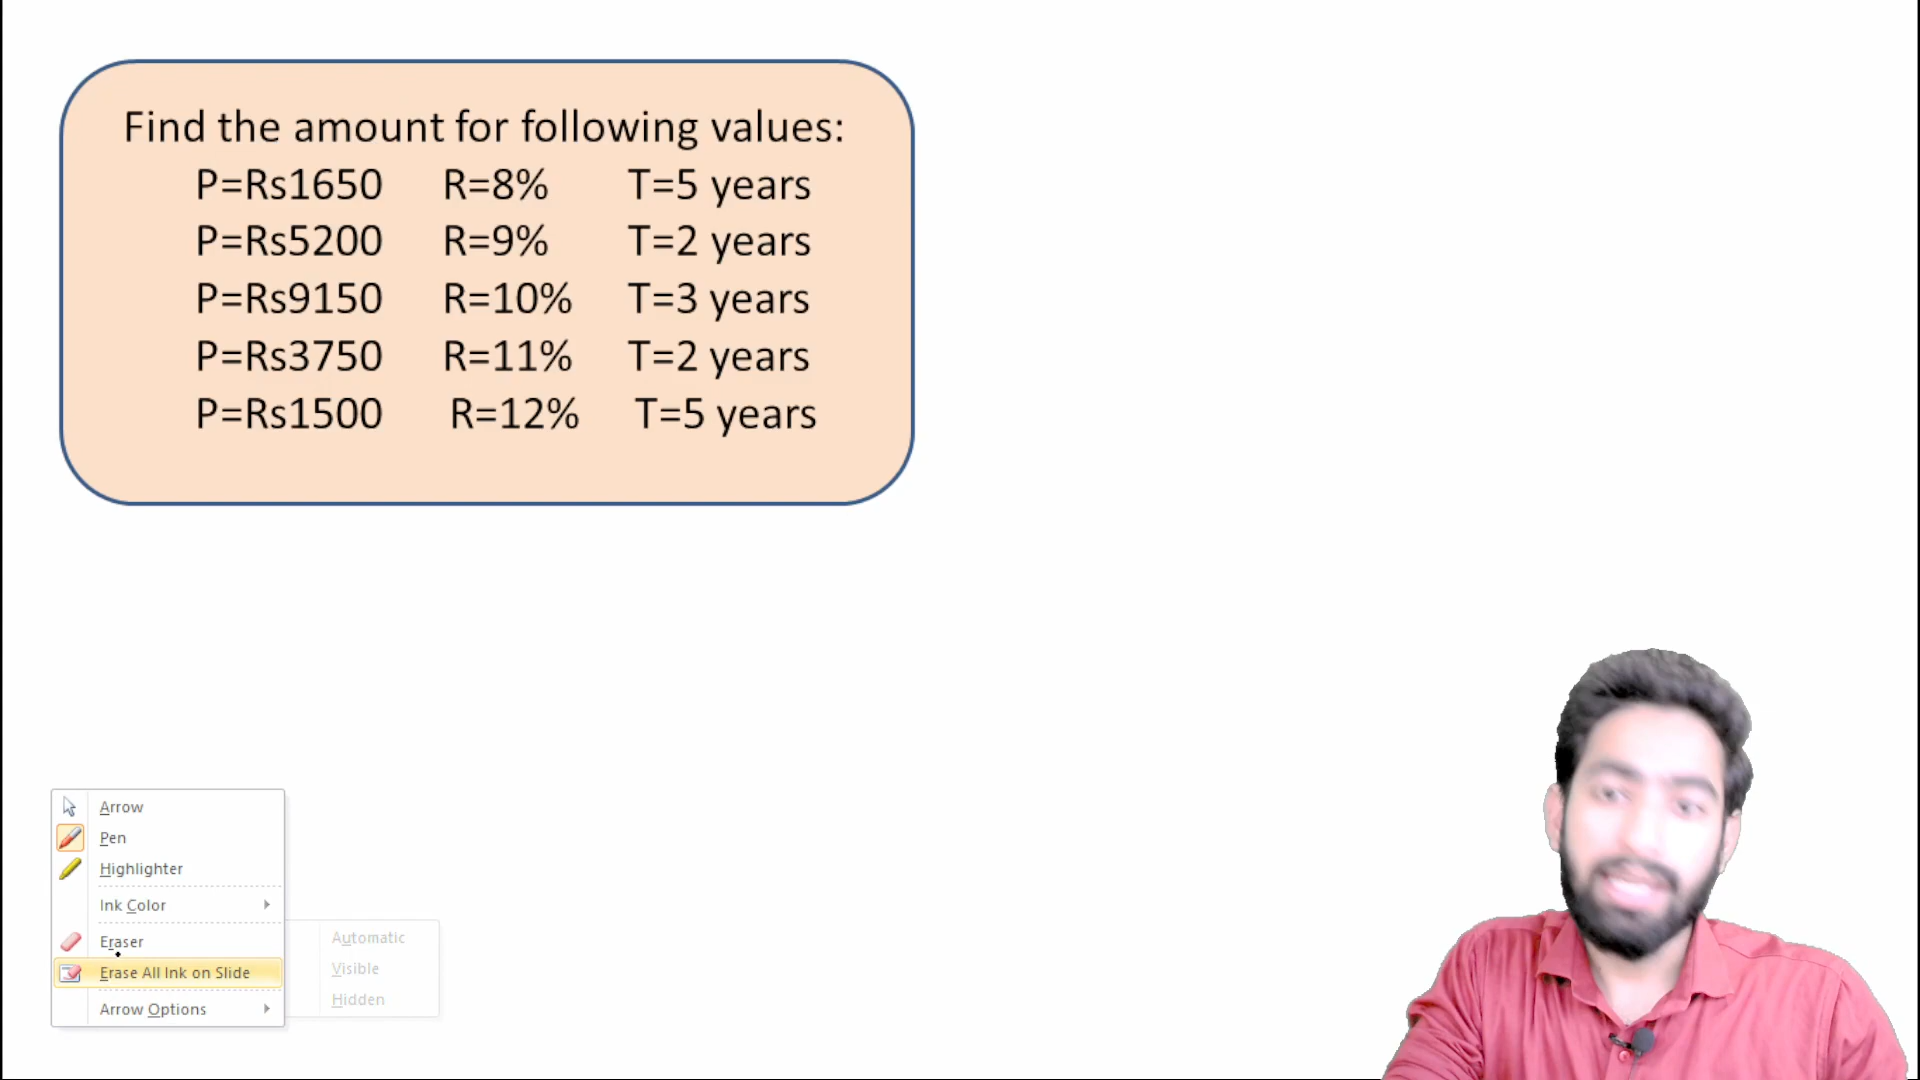 Find the amount for following values:
P=Rs1650 R=8% T=5 years
P=Rs5200 R=9% T=2 years
P=Rs9150 R=10% T=3 years
P=Rs3750 R=11% T=2 years
P=Rs1500 R=12% T=5 years
Arrow
Pen
Highlighter
Ink Color
Eraser
Erase All Ink on Slide
Arrow Options
Automatic
Visible
Hidden